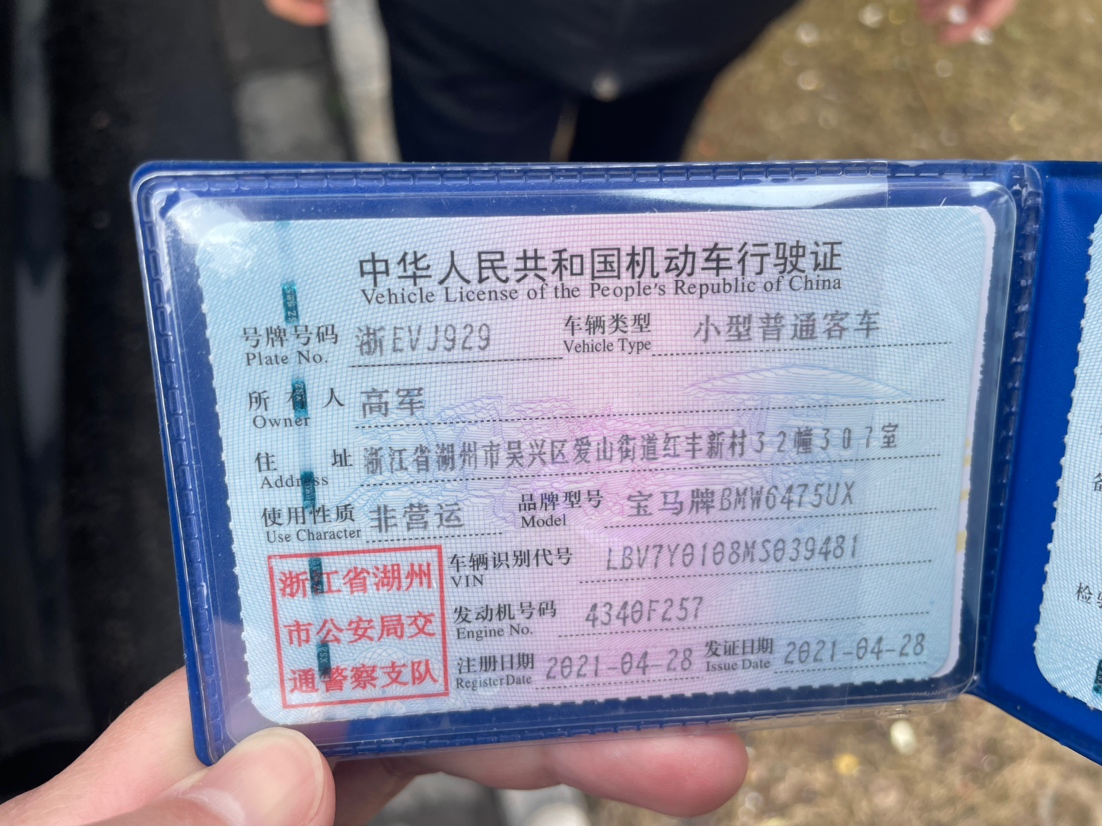 中华人民共和国机动车行驶证
Vehicle License of the People's Republic of China
号牌号码 浙EVJ929 车辆类型 小型普通客车
Plate No. Vehicle Type
所有人 高军
Owner
住址 浙江省湖州市吴兴区爱山街道红丰新村32幢307室
Address
使用性质 非营运 品牌型号 宝马牌BMW6475UX
Use Character Model
浙江省湖州
市公安局交
通警察支队
车辆识别代号 LBV7Y0108MS039481
VIN
发动机号码 4340F257
Engine No.
注册日期 2021-04-28 发证日期 2021-04-28
Register Date Issue Date
检验